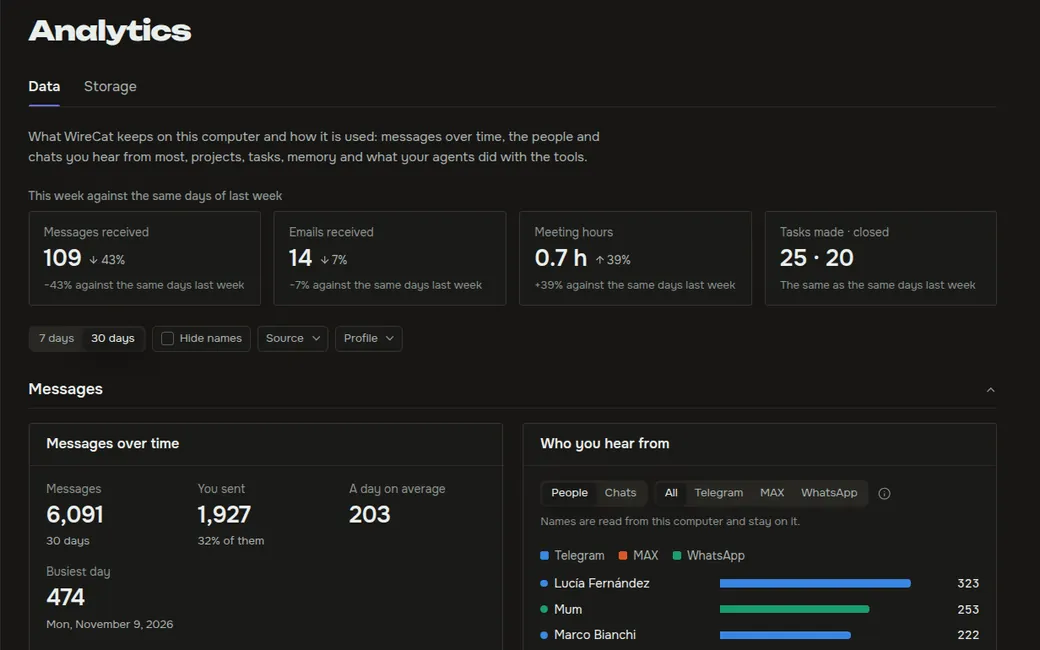 Analytics
Data Storage
What WireCat keeps on this computer and how it is used: messages over time, the people and
chats you hear from most, projects, tasks, memory and what your agents did with the tools.
This week against the same days of last week
Messages received
109 ↓ 43%
−43% against the same days last week
Emails received
14 ↓ 7%
−7% against the same days last week
Meeting hours
0.7 h ↑ 39%
+39% against the same days last week
Tasks made · closed
25 · 20
The same as the same days last week
7 days 30 days Hide names Source Profile
Messages
Messages over time
Messages
6,091
30 days
You sent
1,927
32% of them
A day on average
203
Busiest day
474
Mon, November 9, 2026
Who you hear from
People Chats All Telegram MAX WhatsApp
Names are read from this computer and stay on it.
Telegram MAX WhatsApp
Lucía Fernández 323
Mum 253
Marco Bianchi 222